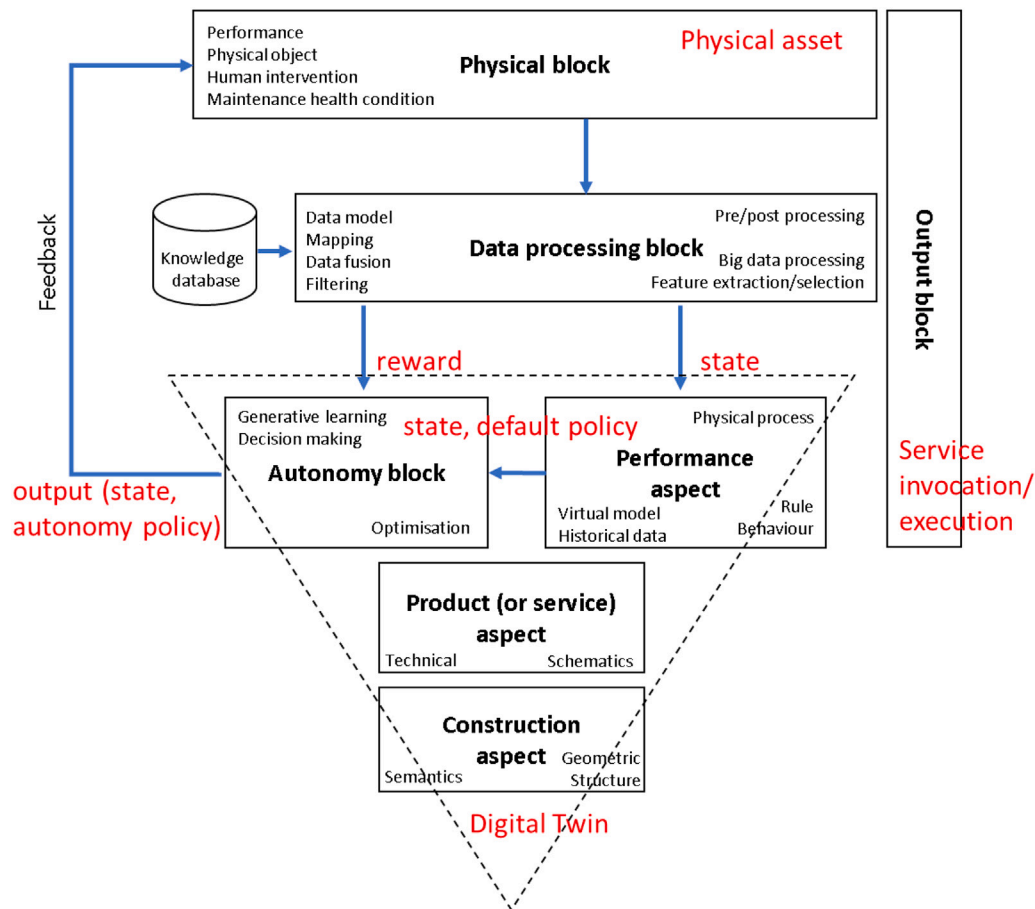 Performance
Physical object
Human intervention
Maintenance health condition
Physical block
Physical asset
Feedback
Knowledge
database
Data model
Mapping
Data fusion
Filtering
Data processing block
Pre/post processing
Big data processing
Feature extraction/selection
Output block
reward
state
Generative learning
Decision making
Autonomy block
Optimisation
state, default policy
Physical process
Performance
aspect
Virtual model
Historical data
Rule
Behaviour
output (state,
autonomy policy)
Service
invocation/
execution
Product (or service)
aspect
Technical
Schematics
Construction
aspect
Semantics
Geometric
Structure
Digital Twin